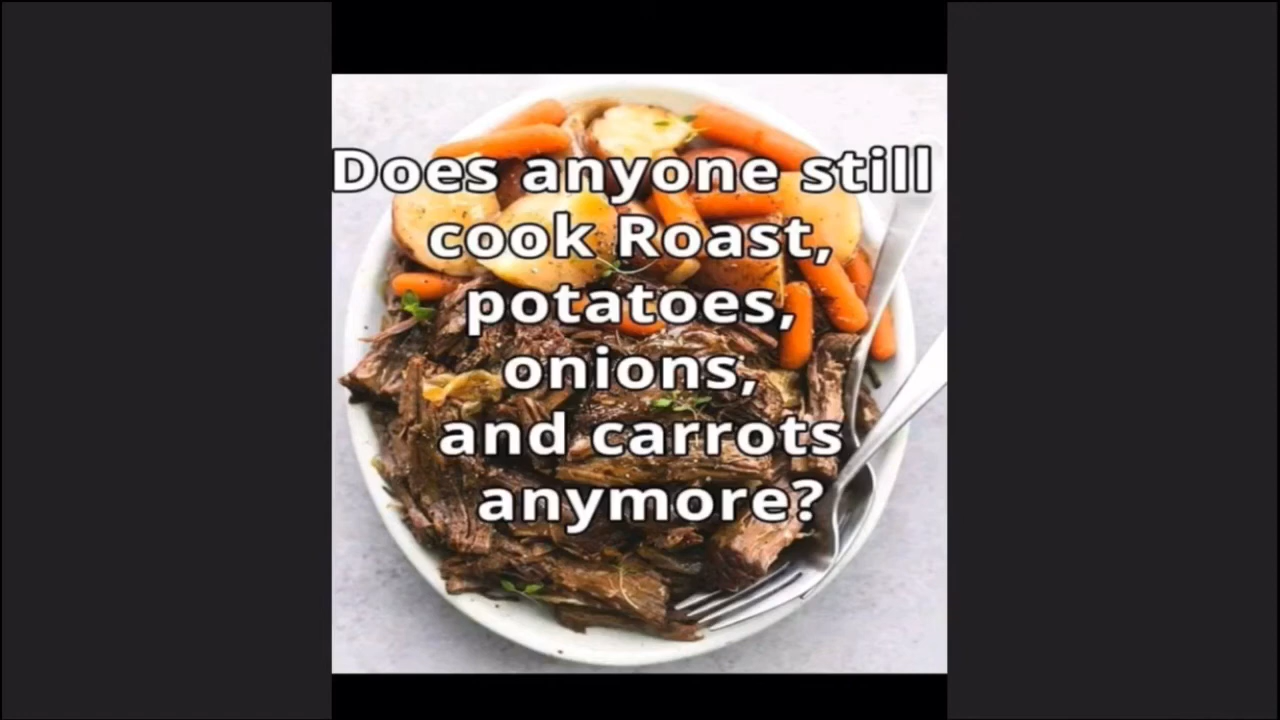 Does anyone still
cook Roast,
potatoes,
onions,
and carrots
anymore?